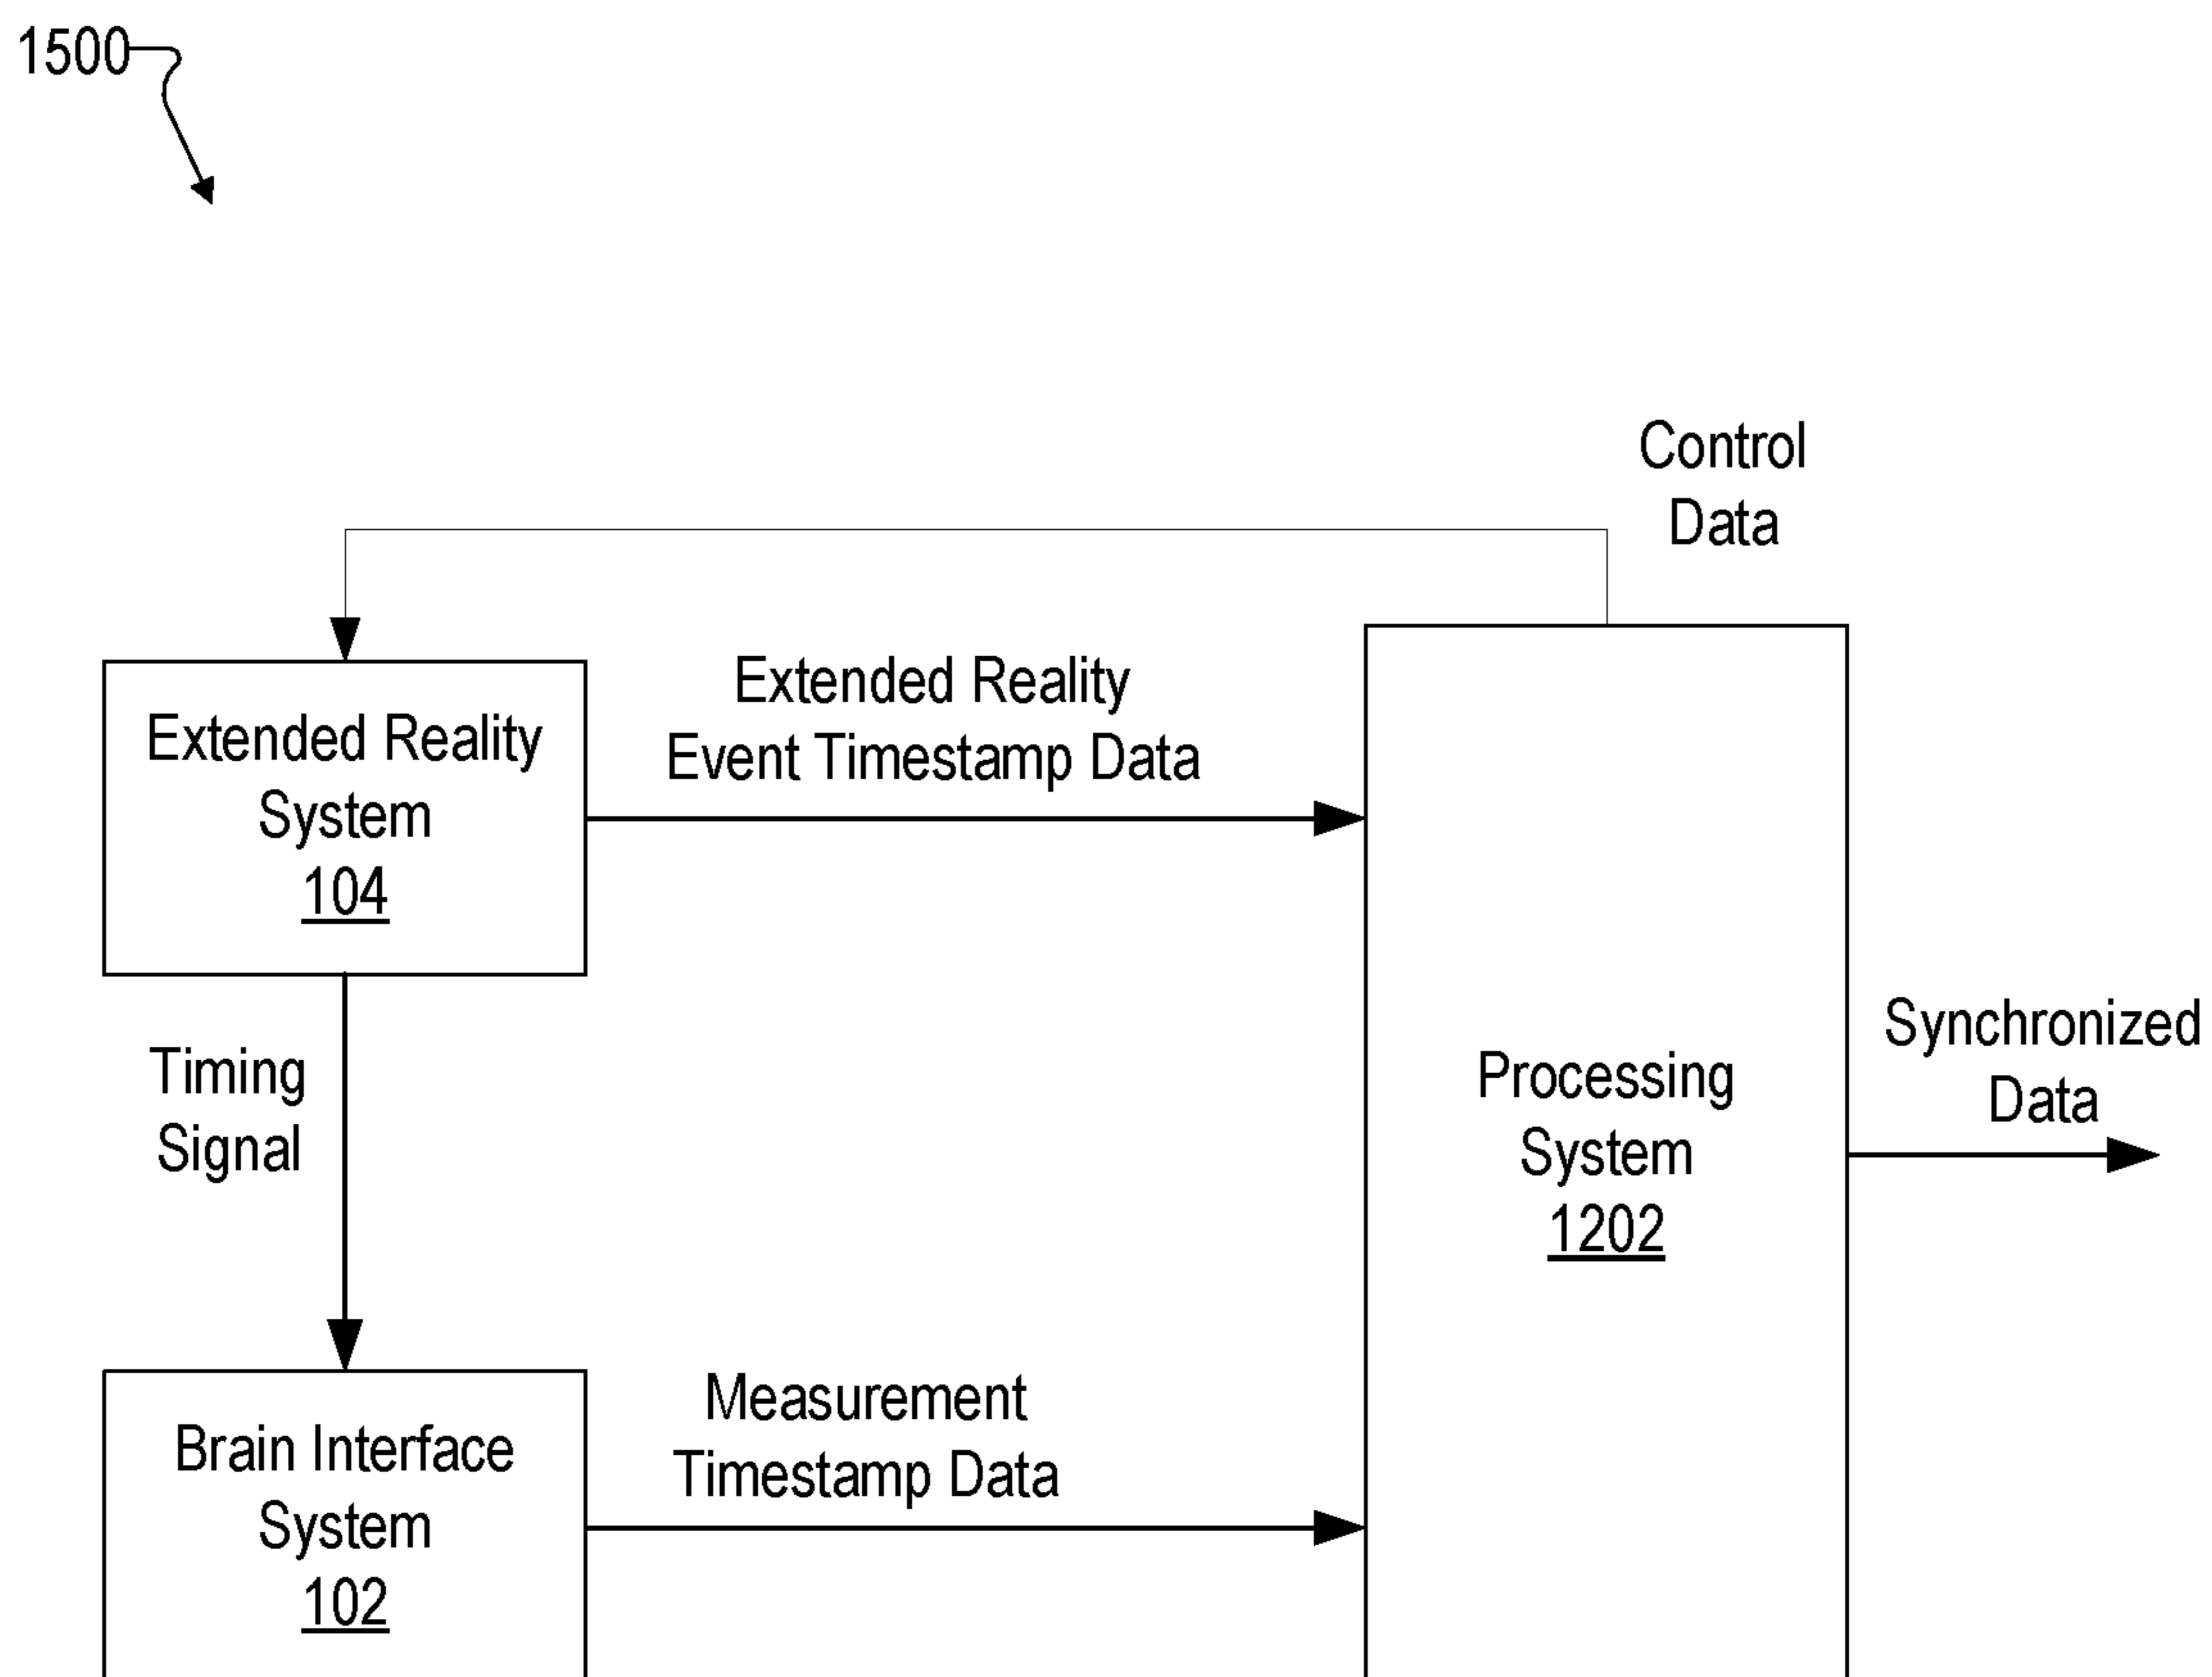 1500
Control
Data
Extended Reality
Event Timestamp Data
Extended Reality
System
104
Timing
Signal
Processing
System
1202
Synchronized
Data
Measurement
Timestamp Data
Brain Interface
System
102